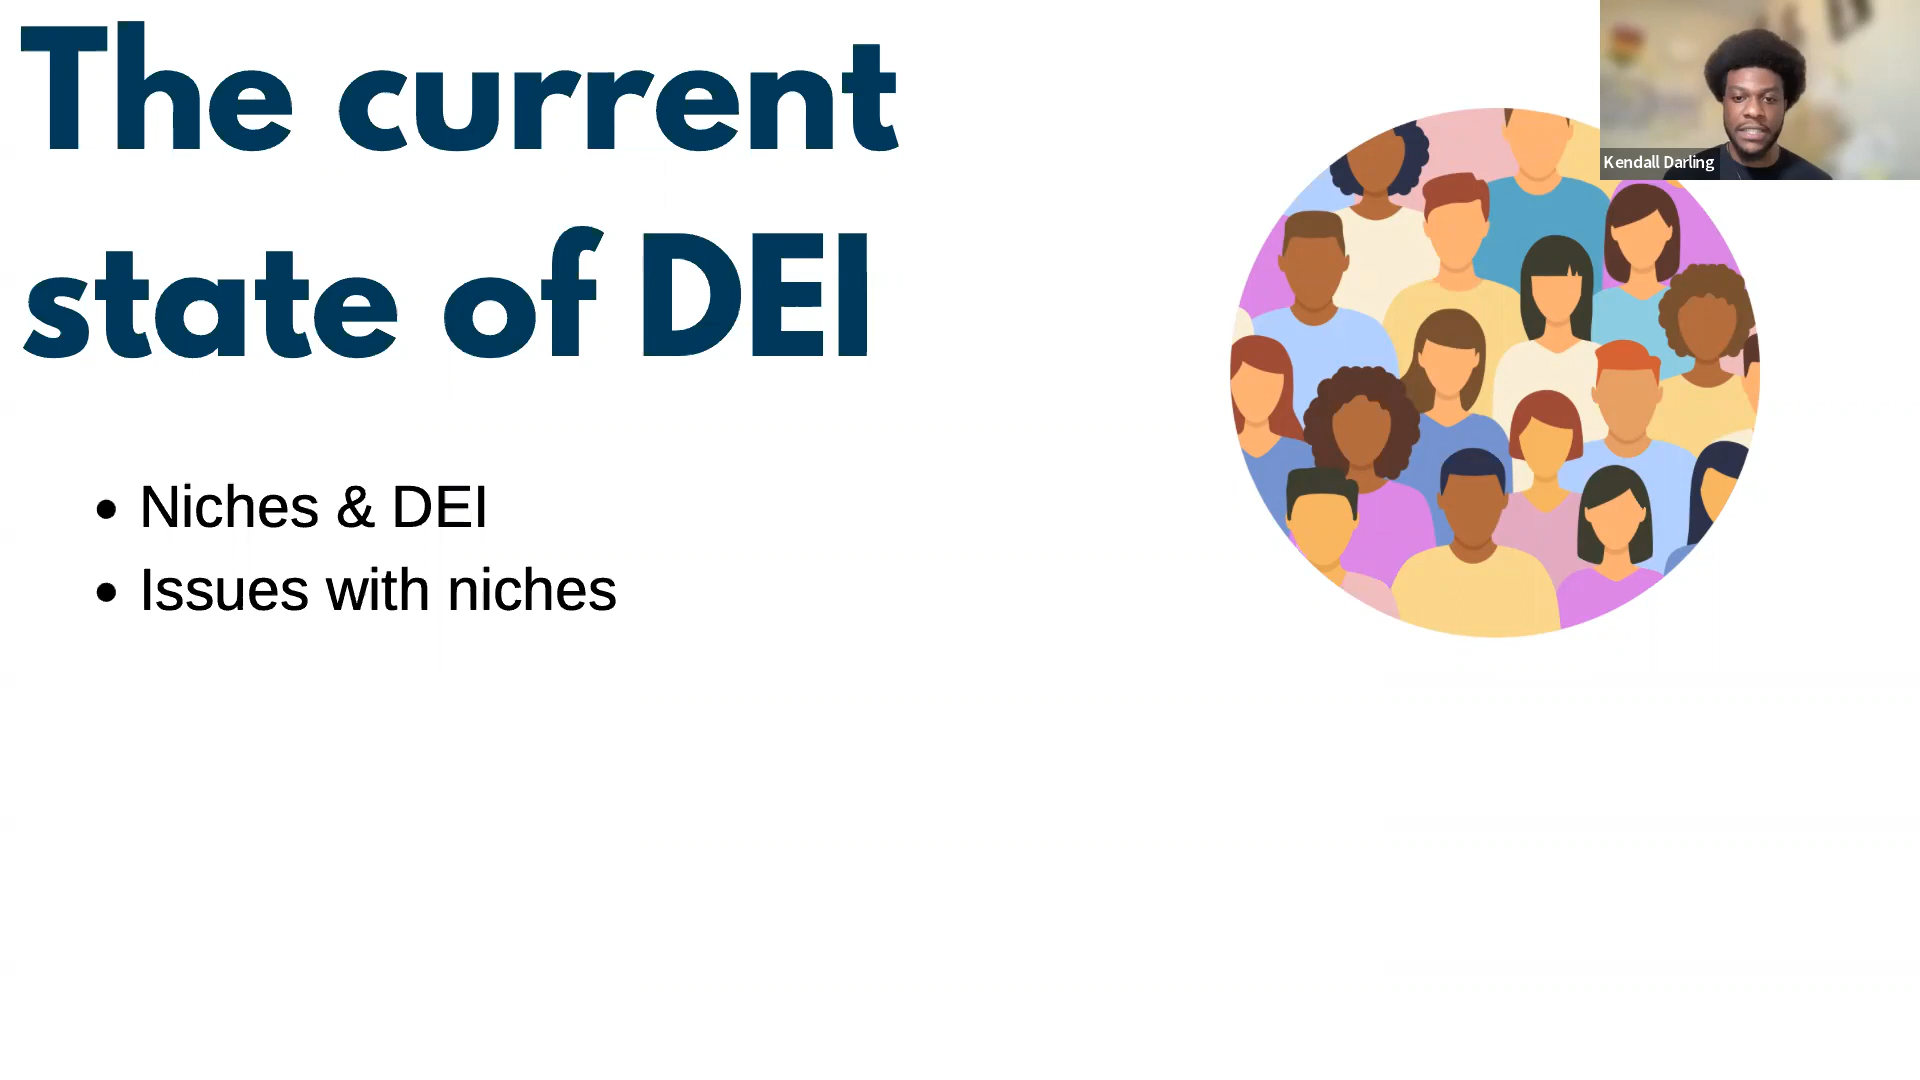 The current
state of DEI
Kendall Darling
• Niches & DEI
• Issues with niches